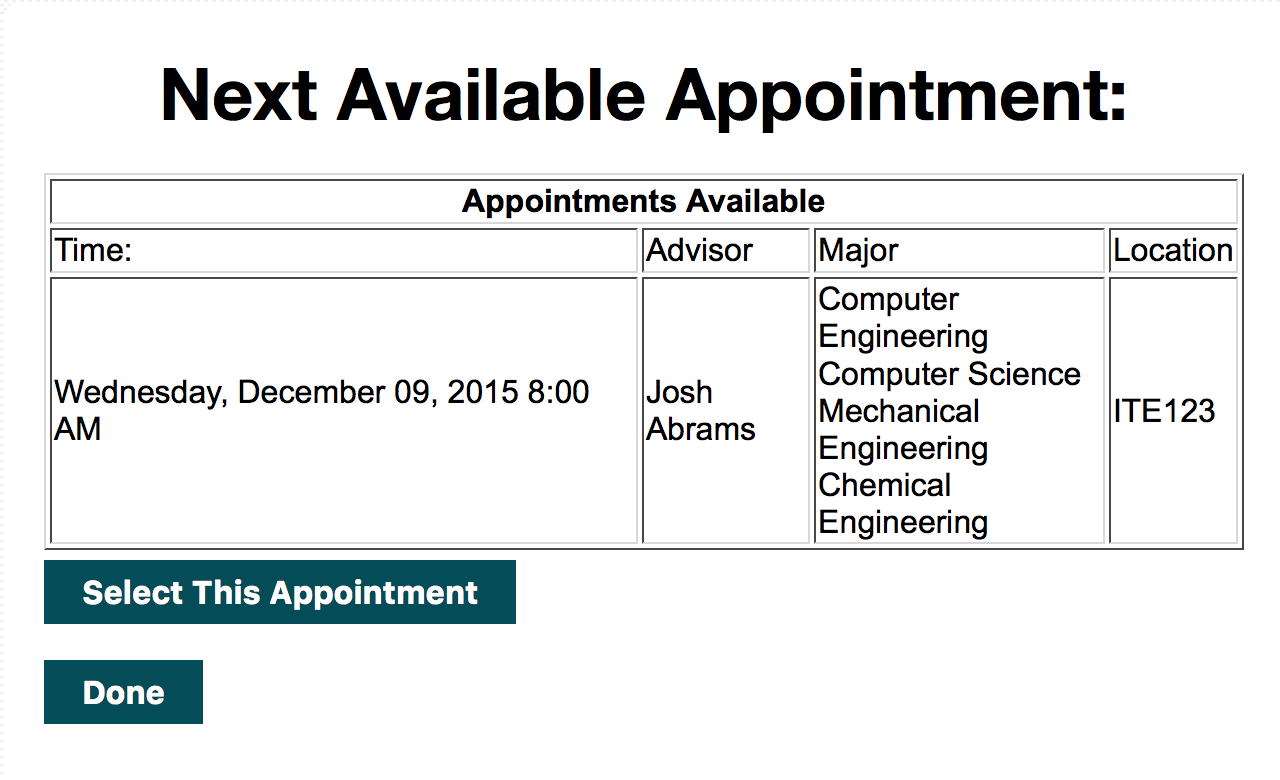 Next Available Appointment:
Appointments Available
Time: Advisor Major Location
Wednesday, December 09, 2015 8:00
AM
Josh
Abrams
Computer
Engineering
Computer Science
Mechanical
Engineering
Chemical
Engineering
ITE123
Select This Appointment
Done